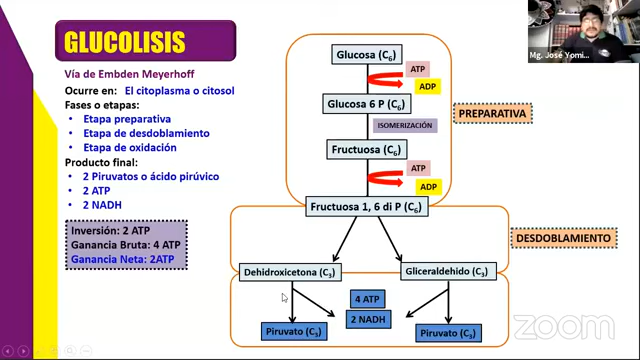 GLUCOLISIS
Vía de Embden Meyerhoff
Ocurre en: El citoplasma o citosol
Fases o etapas:
• Etapa preparativa
• Etapa de desdoblamiento
• Etapa de oxidación
Producto final:
• 2 Piruvatos o ácido pirúvico
• 2 ATP
• 2 NADH
Inversión: 2 ATP
Ganancia Bruta: 4 ATP
Ganancia Neta: 2ATP
Glucosa (C6)
ATP
ADP
Glucosa 6 P (C6)
ISOMERIZACIÓN
Fructuosa (C6)
ATP
ADP
Fructuosa 1, 6 di P (C6)
PREPARATIVA
DESDOBLAMIENTO
Dehidroxicetona (C3)
Gliceraldehido (C3)
4 ATP
2 NADH
Piruvato (C3)
Piruvato (C3)
Mg. José Yomi...
zoom